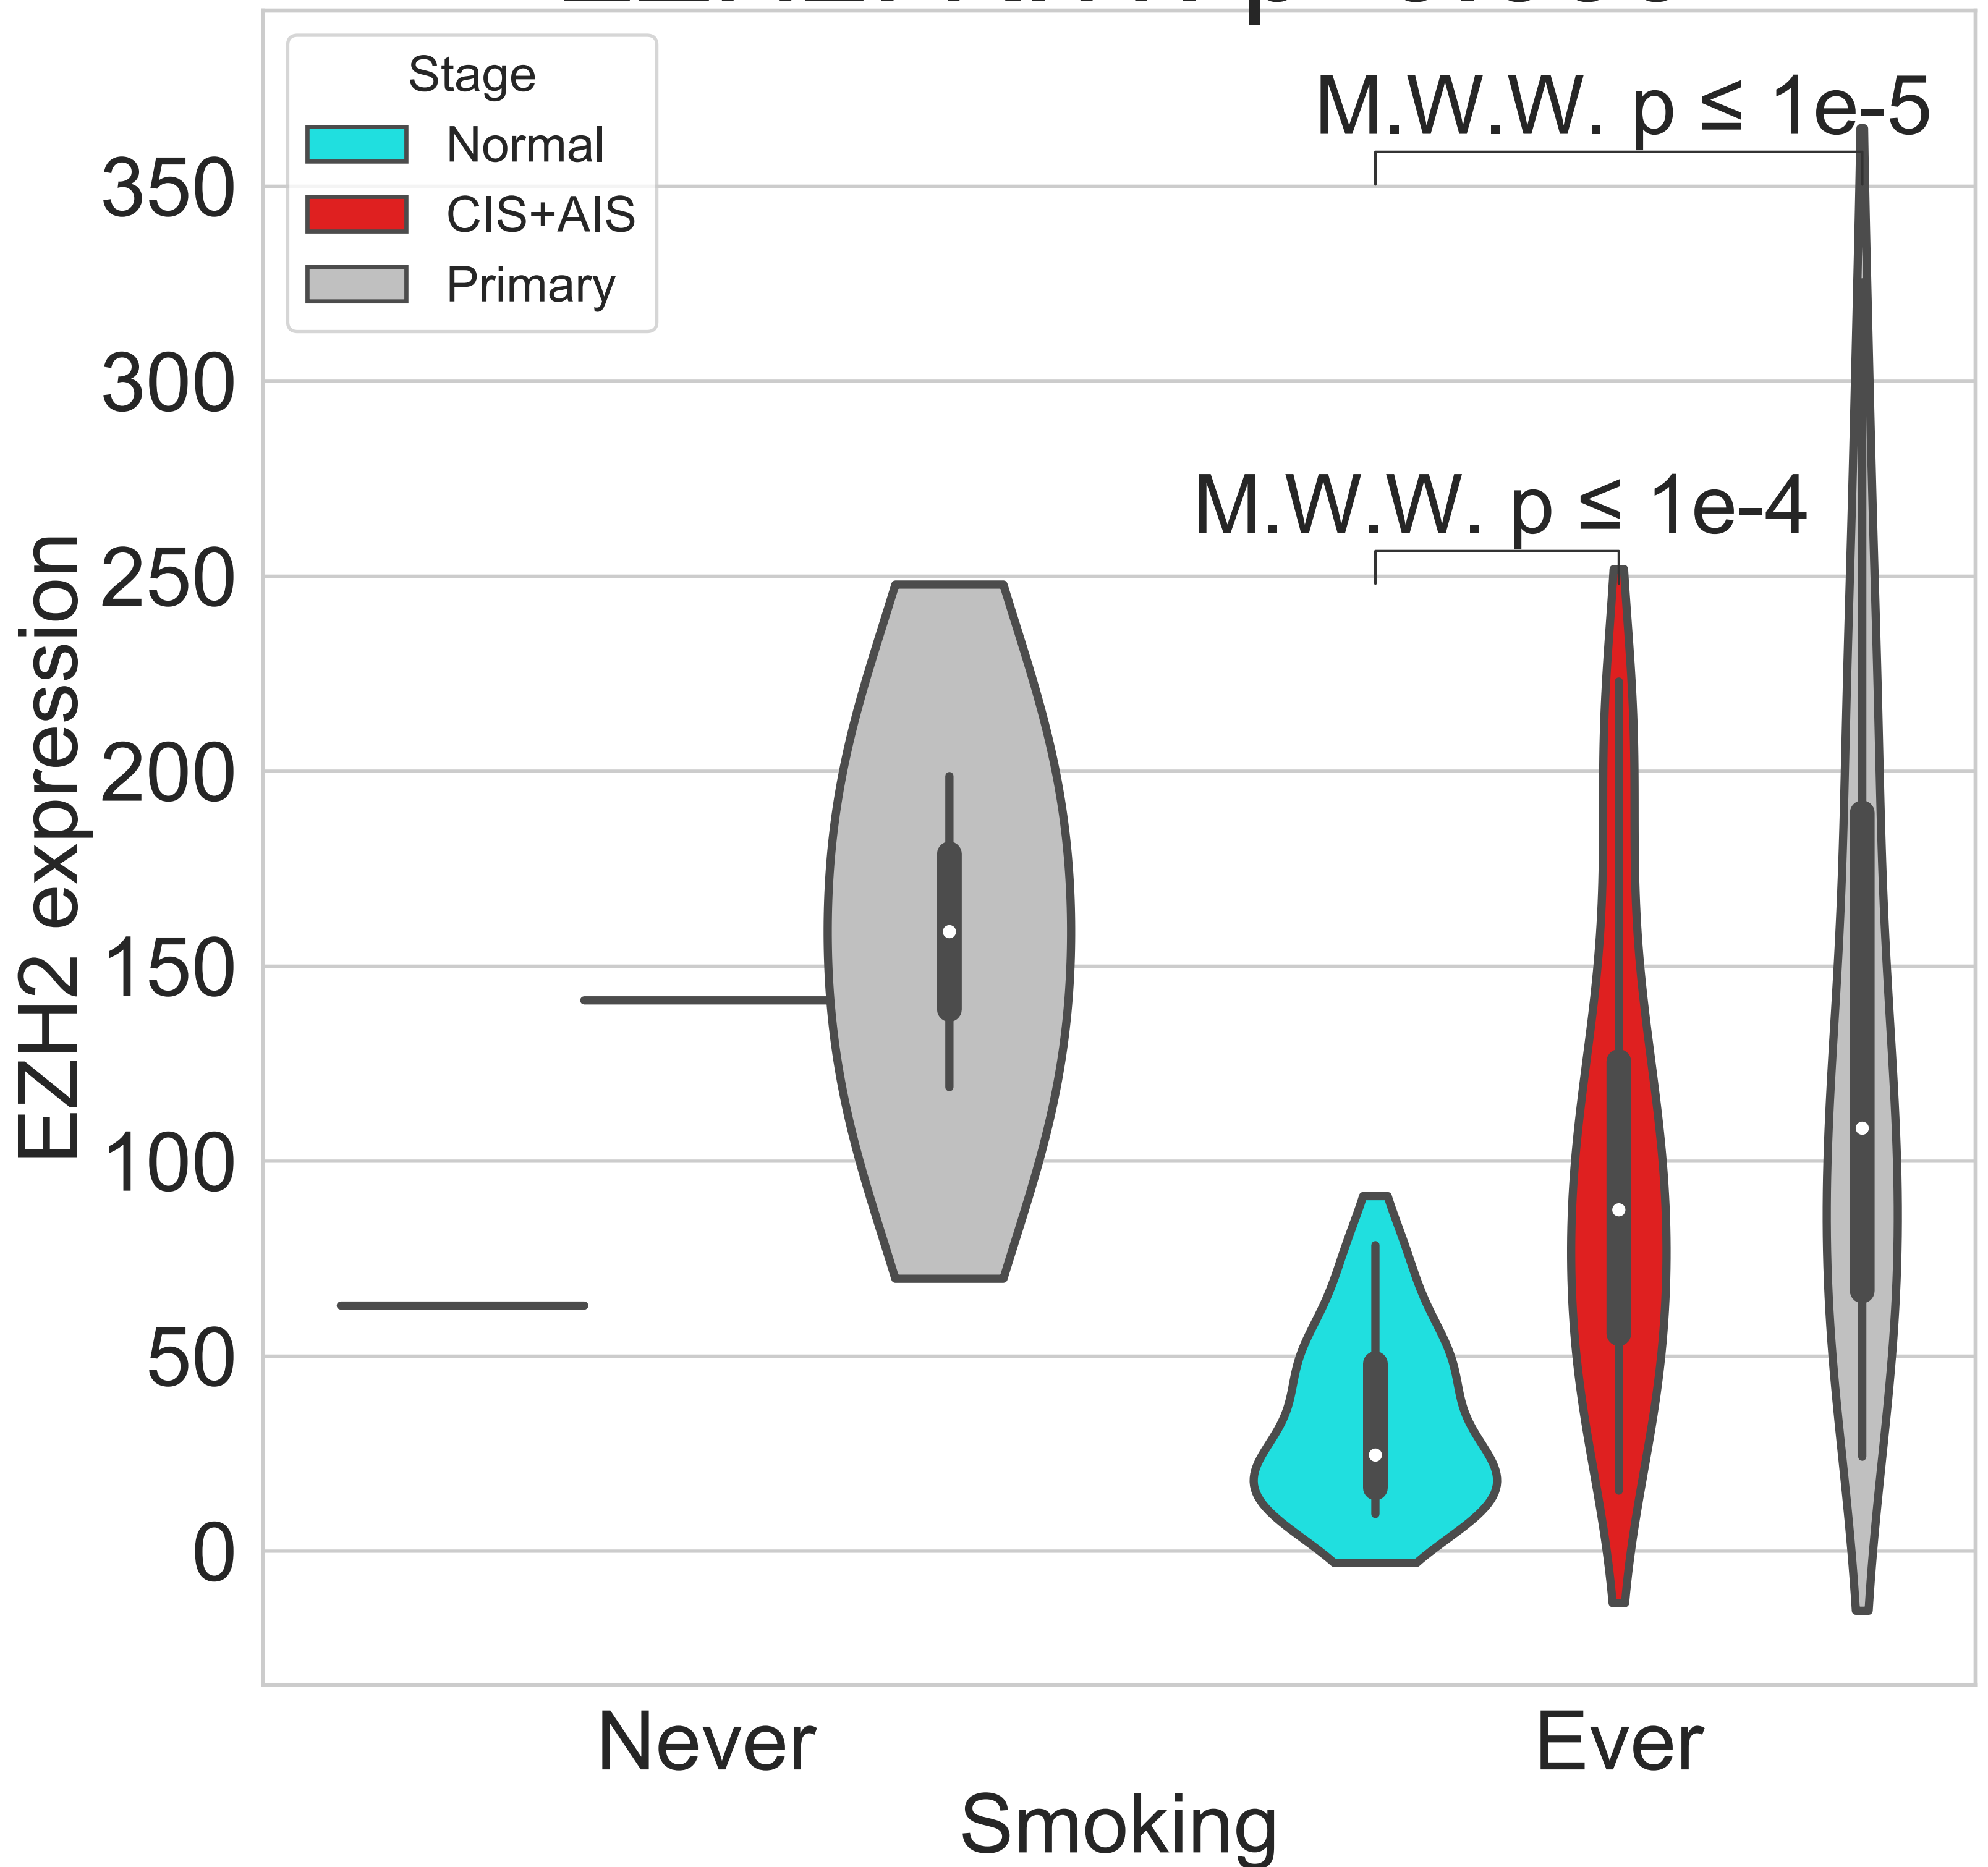 Stage
Normal
CIS+AIS
Primary
M.W.W. p ≤ 1e-5
M.W.W. p ≤ 1e-4
EZH2 expression
350
300
250
200
150
100
50
0
Never
Ever
Smoking